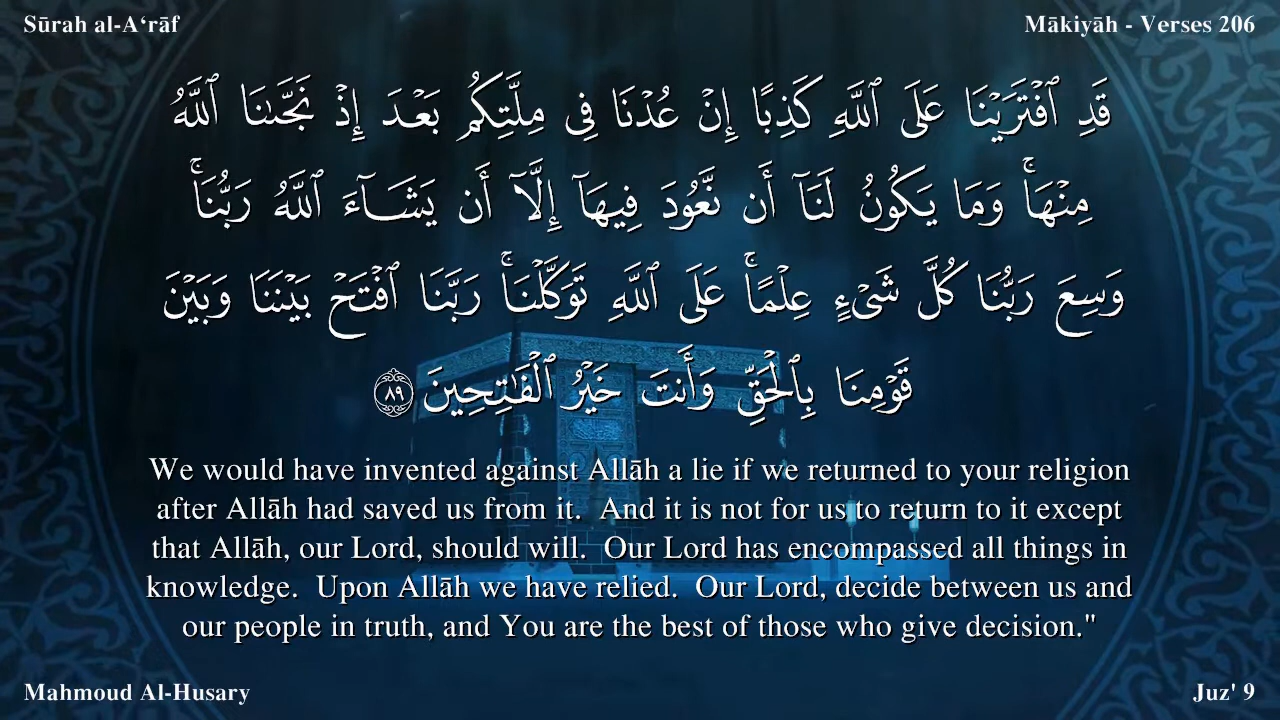 Sūrah al-A‘rāf
Mākiyāh - Verses 206
قَدِ ٱفْتَرَيْنَا عَلَى ٱللَّهِ كَذِبًا إِنْ عُدْنَا فِى مِلَّتِكُم بَعْدَ إِذْ نَجَّىٰنَا ٱللَّهُ
مِنْهَا ۚ وَمَا يَكُونُ لَنَآ أَن نَّعُودَ فِيهَآ إِلَّآ أَن يَشَآءَ ٱللَّهُ رَبُّنَا ۚ
وَسِعَ رَبُّنَا كُلَّ شَىْءٍ عِلْمًا ۚ عَلَى ٱللَّهِ تَوَكَّلْنَا ۚ رَبَّنَا ٱفْتَحْ بَيْنَنَا وَبَيْنَ
قَوْمِنَا بِٱلْحَقِّ وَأَنتَ خَيْرُ ٱلْفَـٰتِحِينَ ٨٩
We would have invented against Allāh a lie if we returned to your religion
after Allāh had saved us from it.  And it is not for us to return to it except
that Allāh, our Lord, should will.  Our Lord has encompassed all things in
knowledge.  Upon Allāh we have relied.  Our Lord, decide between us and
our people in truth, and You are the best of those who give decision."
Mahmoud Al-Husary
Juz' 9